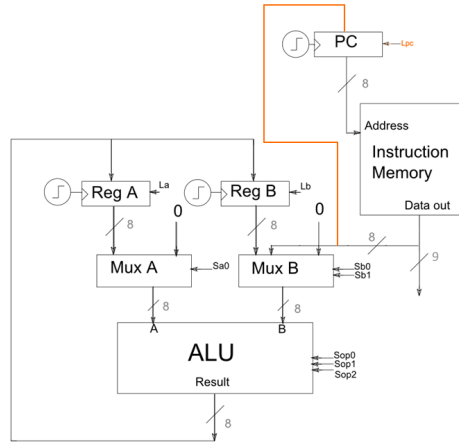 PC
Lpc
8
Address
Instruction
Memory
Data out
Reg A
La
Reg B
Lb
8
0
8
0
8
9
Mux A
Sa0
Mux B
Sb0
Sb1
8
8
A
B
ALU
Sop0
Sop1
Sop2
Result
8